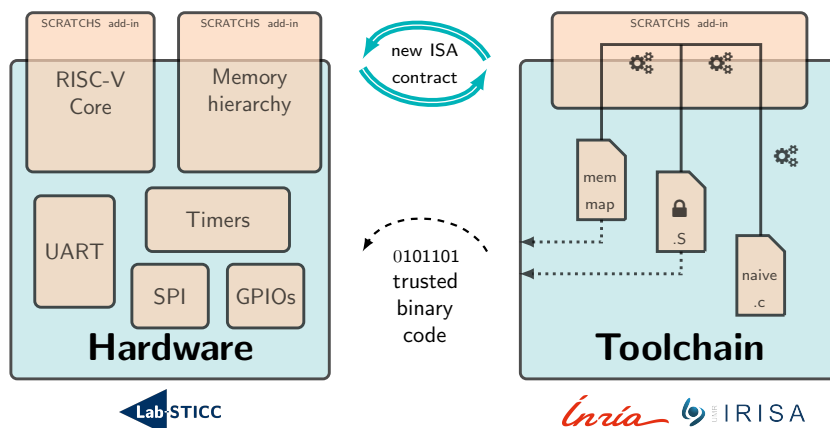 SCRATCHS add-in
SCRATCHS add-in
RISC-V
Core
Memory
hierarchy
UART
Timers
SPI
GPIOs
Hardware
new ISA
contract
0101101
trusted
binary
code
SCRATCHS add-in
mem
map
.S
naive
.c
Toolchain
Lab-STICC
Inria
IRISA